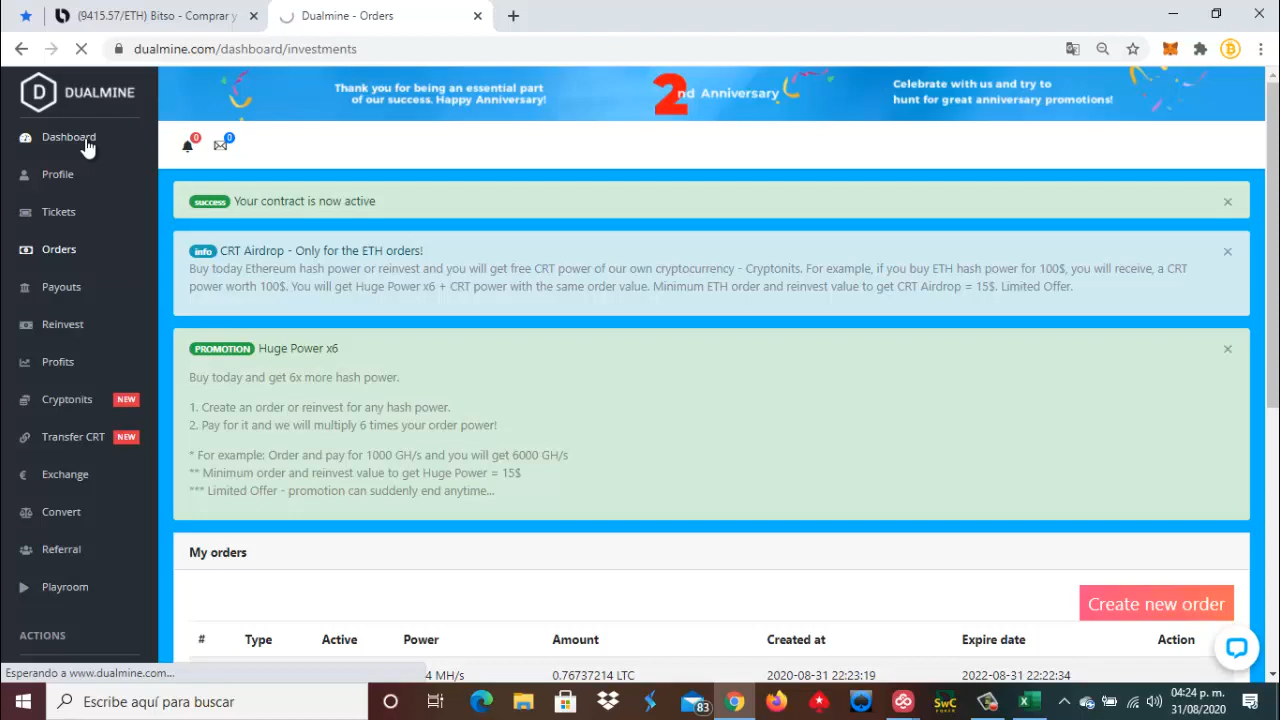 (9415.57/ETH) Bitso - Comprar y
Dualmine - Orders
dualmine.com/dashboard/investments
DUALMINE
Thank you for being an essential part
of our success. Happy Anniversary!
2nd Anniversary
Celebrate with us and try to
hunt for great anniversary promotions!
0
0
Dashboard
Profile
Tickets
Orders
Payouts
Reinvest
Profits
Cryptonits NEW
Transfer CRT NEW
Exchange
Convert
Referral
Playroom
ACTIONS
success Your contract is now active
info CRT Airdrop - Only for the ETH orders!
Buy today Ethereum hash power or reinvest and you will get free CRT power of our own cryptocurrency - Cryptonits. For example, if you buy ETH hash power for 100$, you will receive, a CRT
power worth 100$. You will get Huge Power x6 + CRT power with the same order value. Minimum ETH order and reinvest value to get CRT Airdrop = 15$. Limited Offer.
PROMOTION Huge Power x6
Buy today and get 6x more hash power.
1. Create an order or reinvest for any hash power.
2. Pay for it and we will multiply 6 times your order power!
* For example: Order and pay for 1000 GH/s and you will get 6000 GH/s
** Minimum order and reinvest value to get Huge Power = 15$
*** Limited Offer - promotion can suddenly end anytime...
My orders
Create new order
# Type Active Power Amount Created at Expire date Action
4 MH/s 0.76737214 LTC 2020-08-31 22:23:19 2022-08-31 22:22:34
Esperando a www.dualmine.com...
Escribe aquí para buscar
83
SwC
04:24 p. m.
31/08/2020